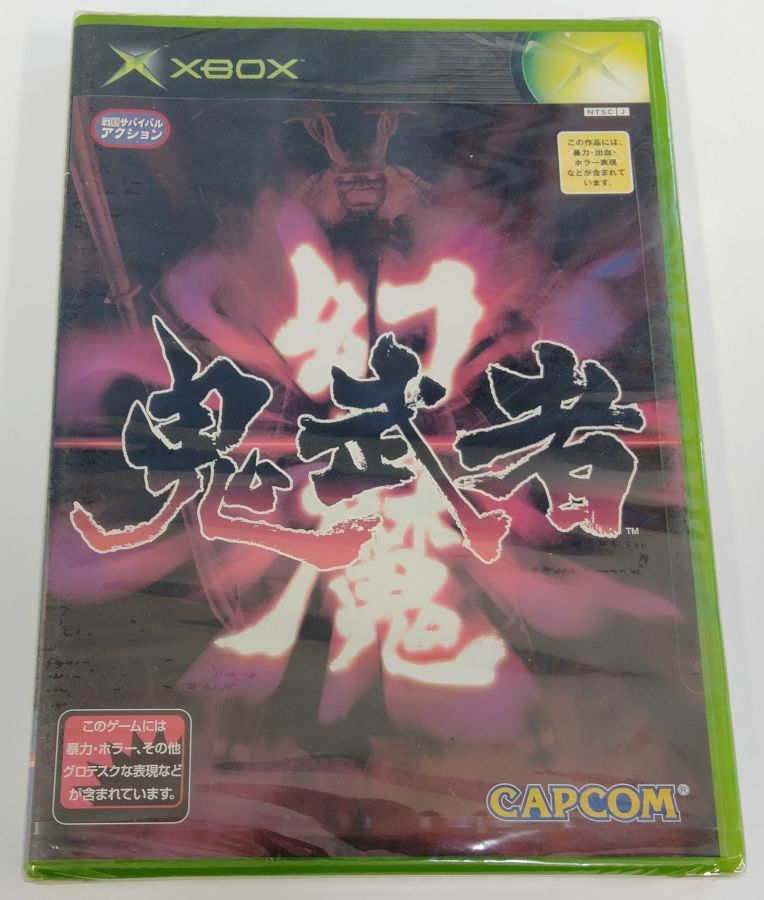 XBOX™
NTSC J
戦国サバイバル
アクション
この作品には、
暴力・出血・
ホラー表現
などが含まれて
います。
幻魔
鬼武者™
このゲームには
暴力・ホラー、その他
グロテスクな表現など
が含まれています。
CAPCOM®